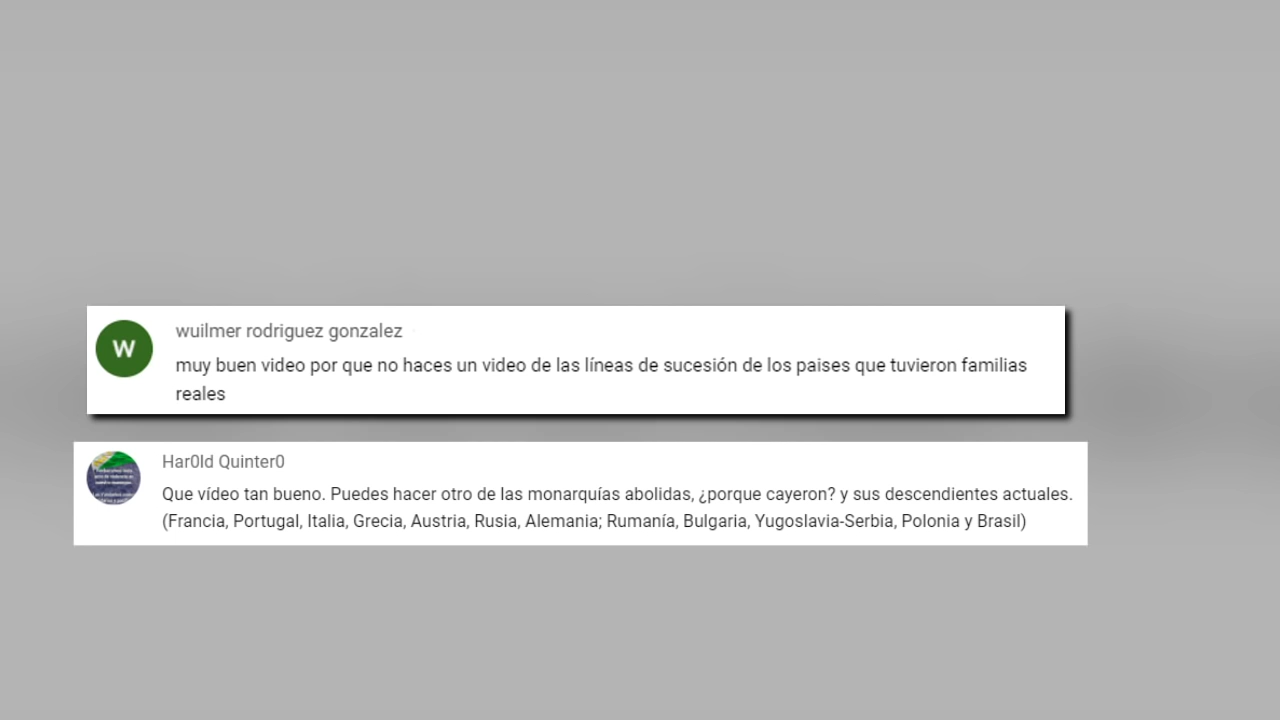 W
wuilmer rodriguez gonzalez
muy buen video por que no haces un video de las líneas de sucesión de los paises que tuvieron familias
reales
Har0ld Quinter0
Que vídeo tan bueno. Puedes hacer otro de las monarquías abolidas, ¿porque cayeron? y sus descendientes actuales.
(Francia, Portugal, Italia, Grecia, Austria, Rusia, Alemania; Rumanía, Bulgaria, Yugoslavia-Serbia, Polonia y Brasil)